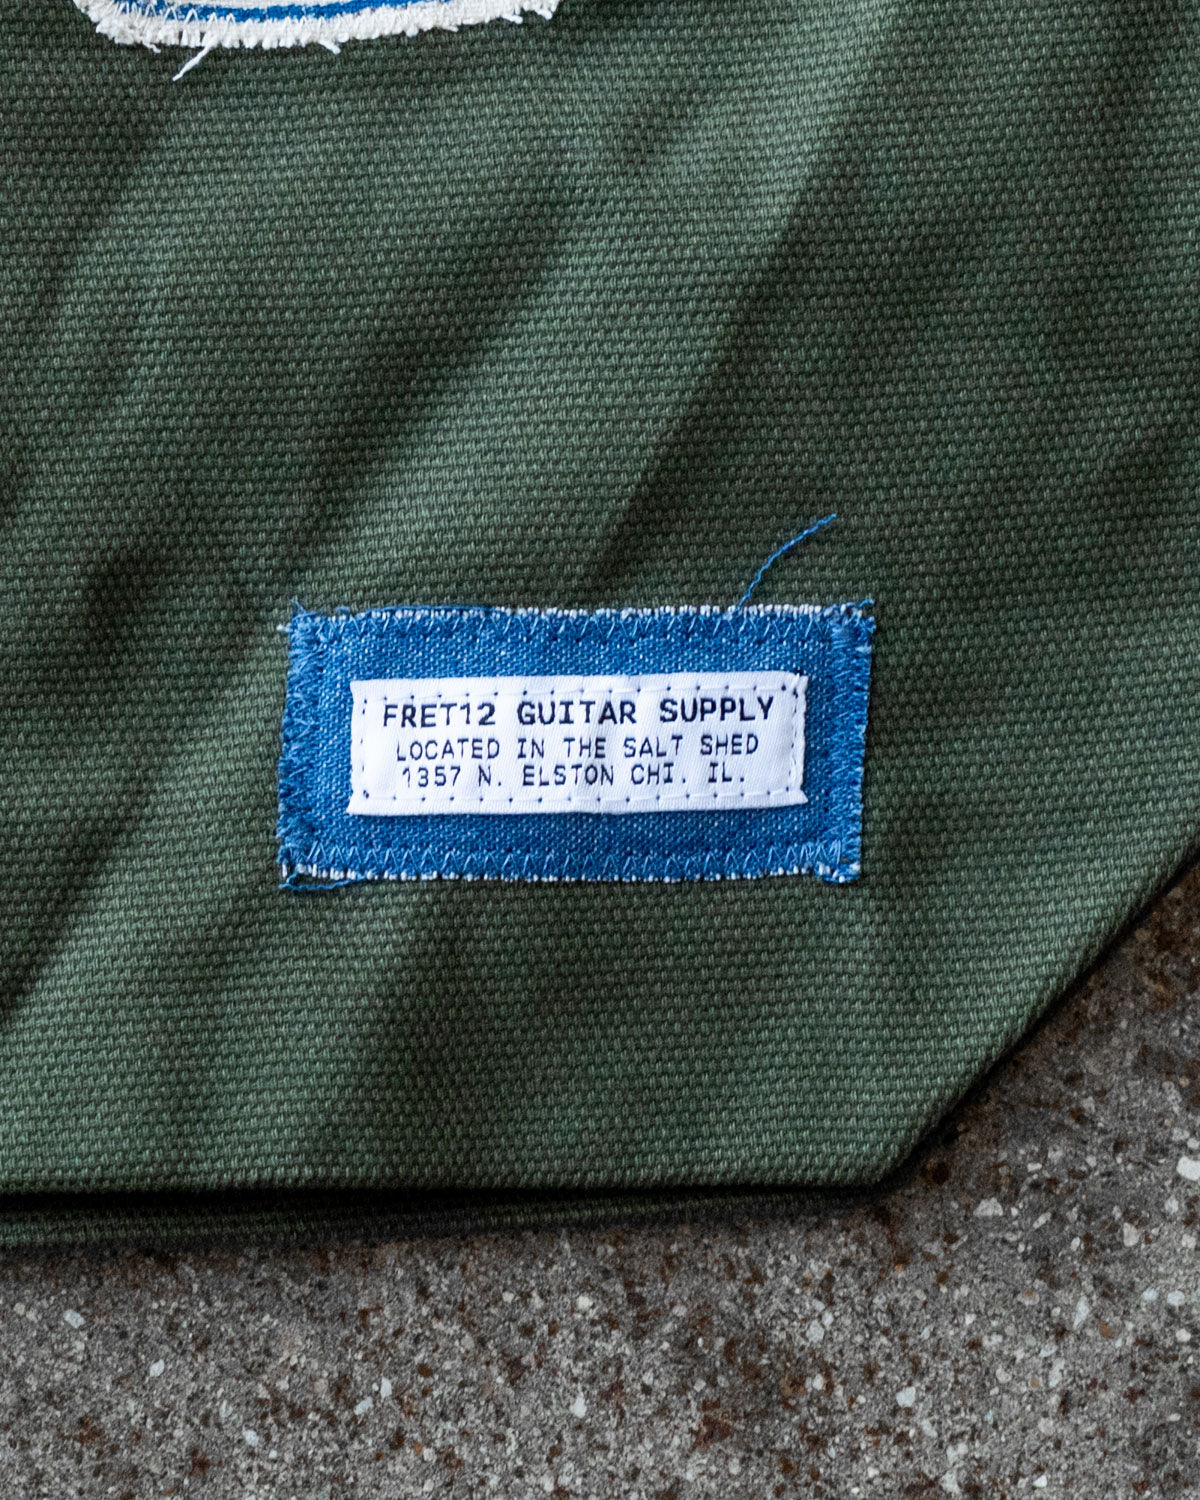 FRET12 GUITAR SUPPLY
LOCATED IN THE SALT SHED
1357 N. ELSTON CHI. IL.